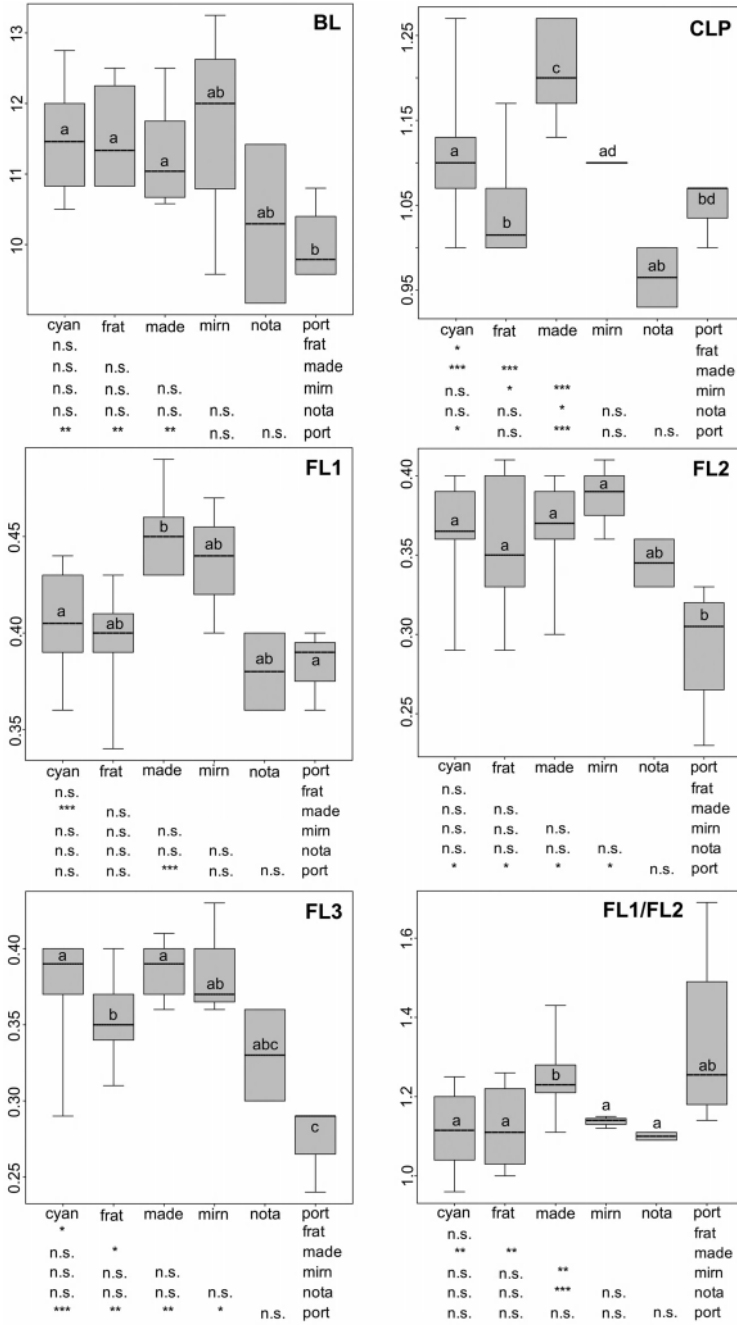 BL
13
12
11
10
a
a
a
ab
ab
b
cyan frat made mirn nota port
n.s. frat
n.s. n.s. made
n.s. n.s. n.s. mirn
n.s. n.s. n.s. n.s. nota
** ** ** n.s. n.s. port
CLP
1.25
1.15
1.05
0.95
a
b
c
ad
ab
bd
cyan frat made mirn nota port
* frat
*** *** made
n.s. * *** mirn
n.s. n.s. * n.s. nota
* n.s. *** n.s. n.s. port
FL1
0.45
0.40
0.35
a
ab
b
ab
ab
a
cyan frat made mirn nota port
n.s. frat
*** n.s. made
n.s. n.s. n.s. mirn
n.s. n.s. n.s. n.s. nota
n.s. n.s. *** n.s. n.s. port
FL2
0.40
0.35
0.30
0.25
a
a
a
a
ab
b
cyan frat made mirn nota port
n.s. frat
n.s. n.s. made
n.s. n.s. n.s. mirn
n.s. n.s. n.s. n.s. nota
* * * * n.s. port
FL3
0.40
0.35
0.30
0.25
a
b
a
ab
abc
c
cyan frat made mirn nota port
* frat
n.s. * made
n.s. n.s. n.s. mirn
n.s. n.s. n.s. n.s. nota
*** ** ** * n.s. port
FL1/FL2
1.6
1.4
1.2
1.0
a
a
b
a
a
ab
cyan frat made mirn nota port
n.s. frat
** ** made
n.s. n.s. ** mirn
n.s. n.s. *** n.s. nota
n.s. n.s. n.s. n.s. n.s. port